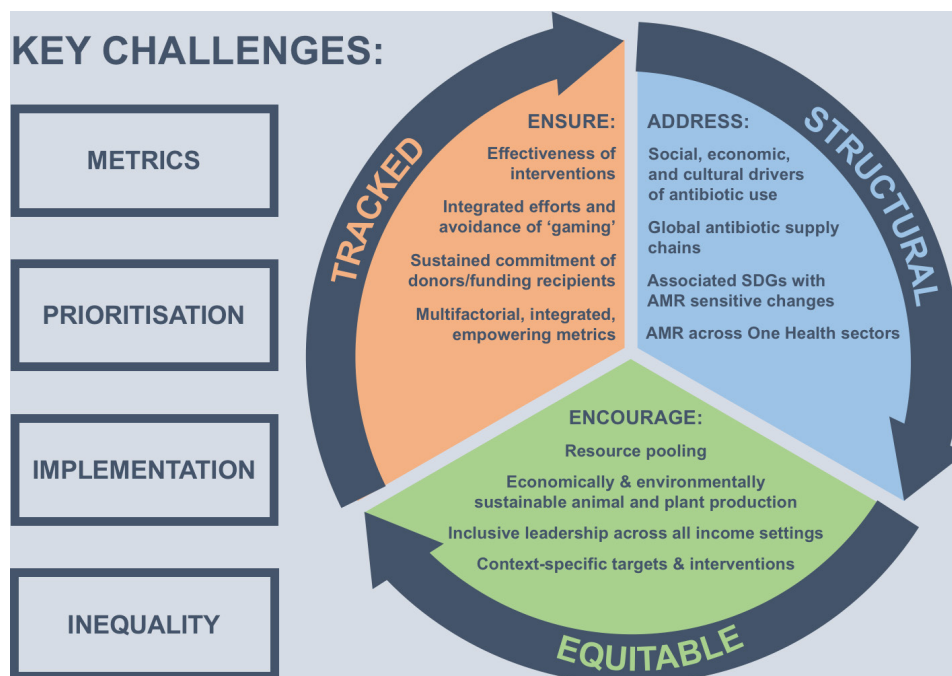 KEY CHALLENGES:
METRICS
PRIORITISATION
IMPLEMENTATION
INEQUALITY
TRACKED
ENSURE:
Effectiveness of
interventions
Integrated efforts and
avoidance of ‘gaming’
Sustained commitment of
donors/funding recipients
Multifactorial, integrated,
empowering metrics
STRUCTURAL
ADDRESS:
Social, economic,
and cultural drivers
of antibiotic use
Global antibiotic supply
chains
Associated SDGs with
AMR sensitive changes
AMR across One Health sectors
ENCOURAGE:
Resource pooling
Economically & environmentally
sustainable animal and plant production
Inclusive leadership across all income settings
Context-specific targets & interventions
EQUITABLE